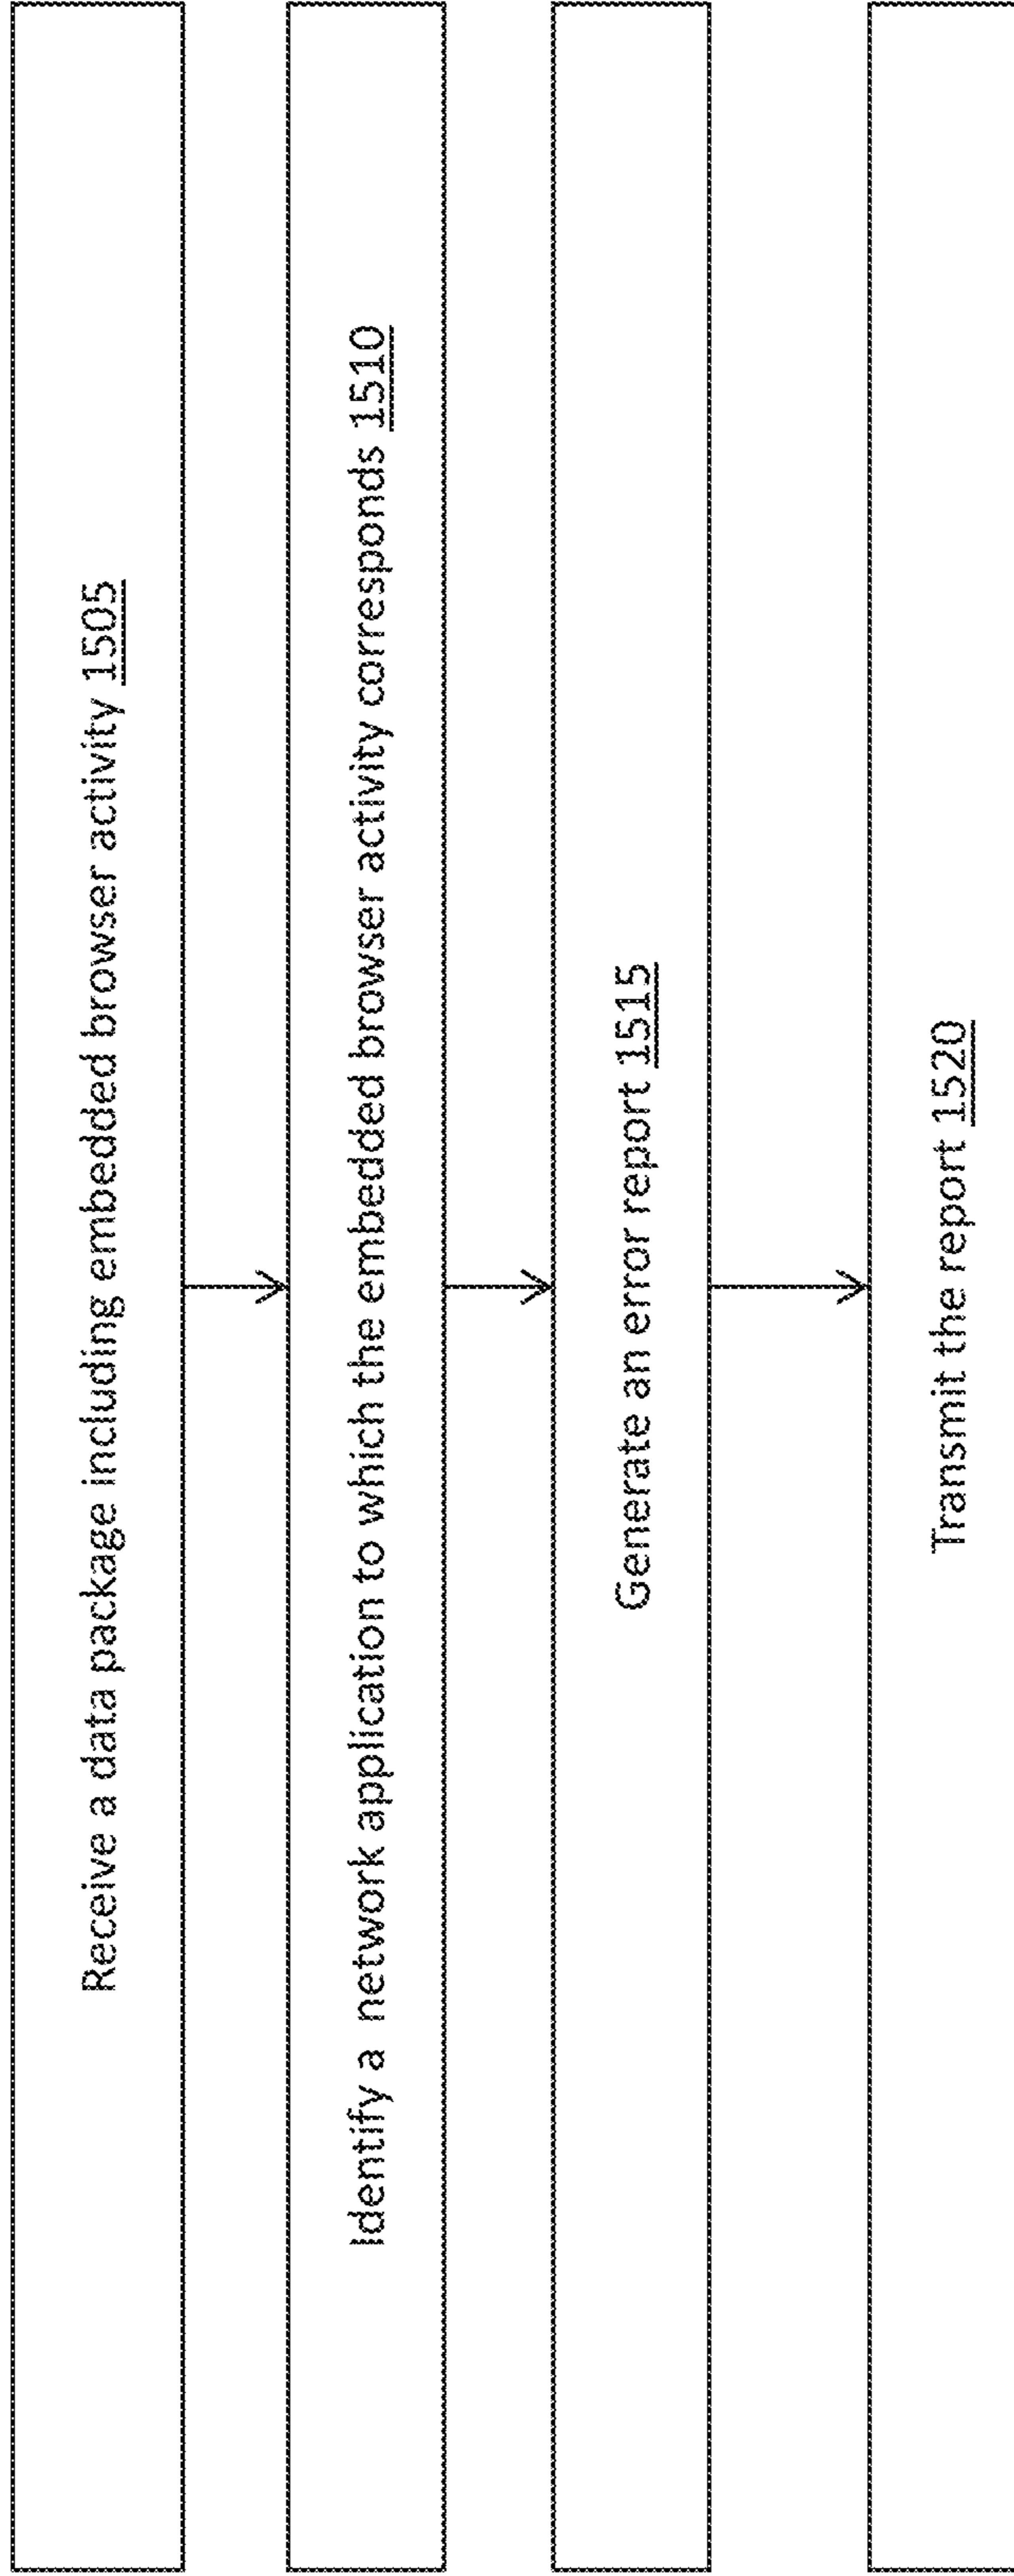 Receive a data package including embedded browser activity 1505
Identify a network application to which the embedded browser activity corresponds 1510
Generate an error report 1515
Transmit the report 1520